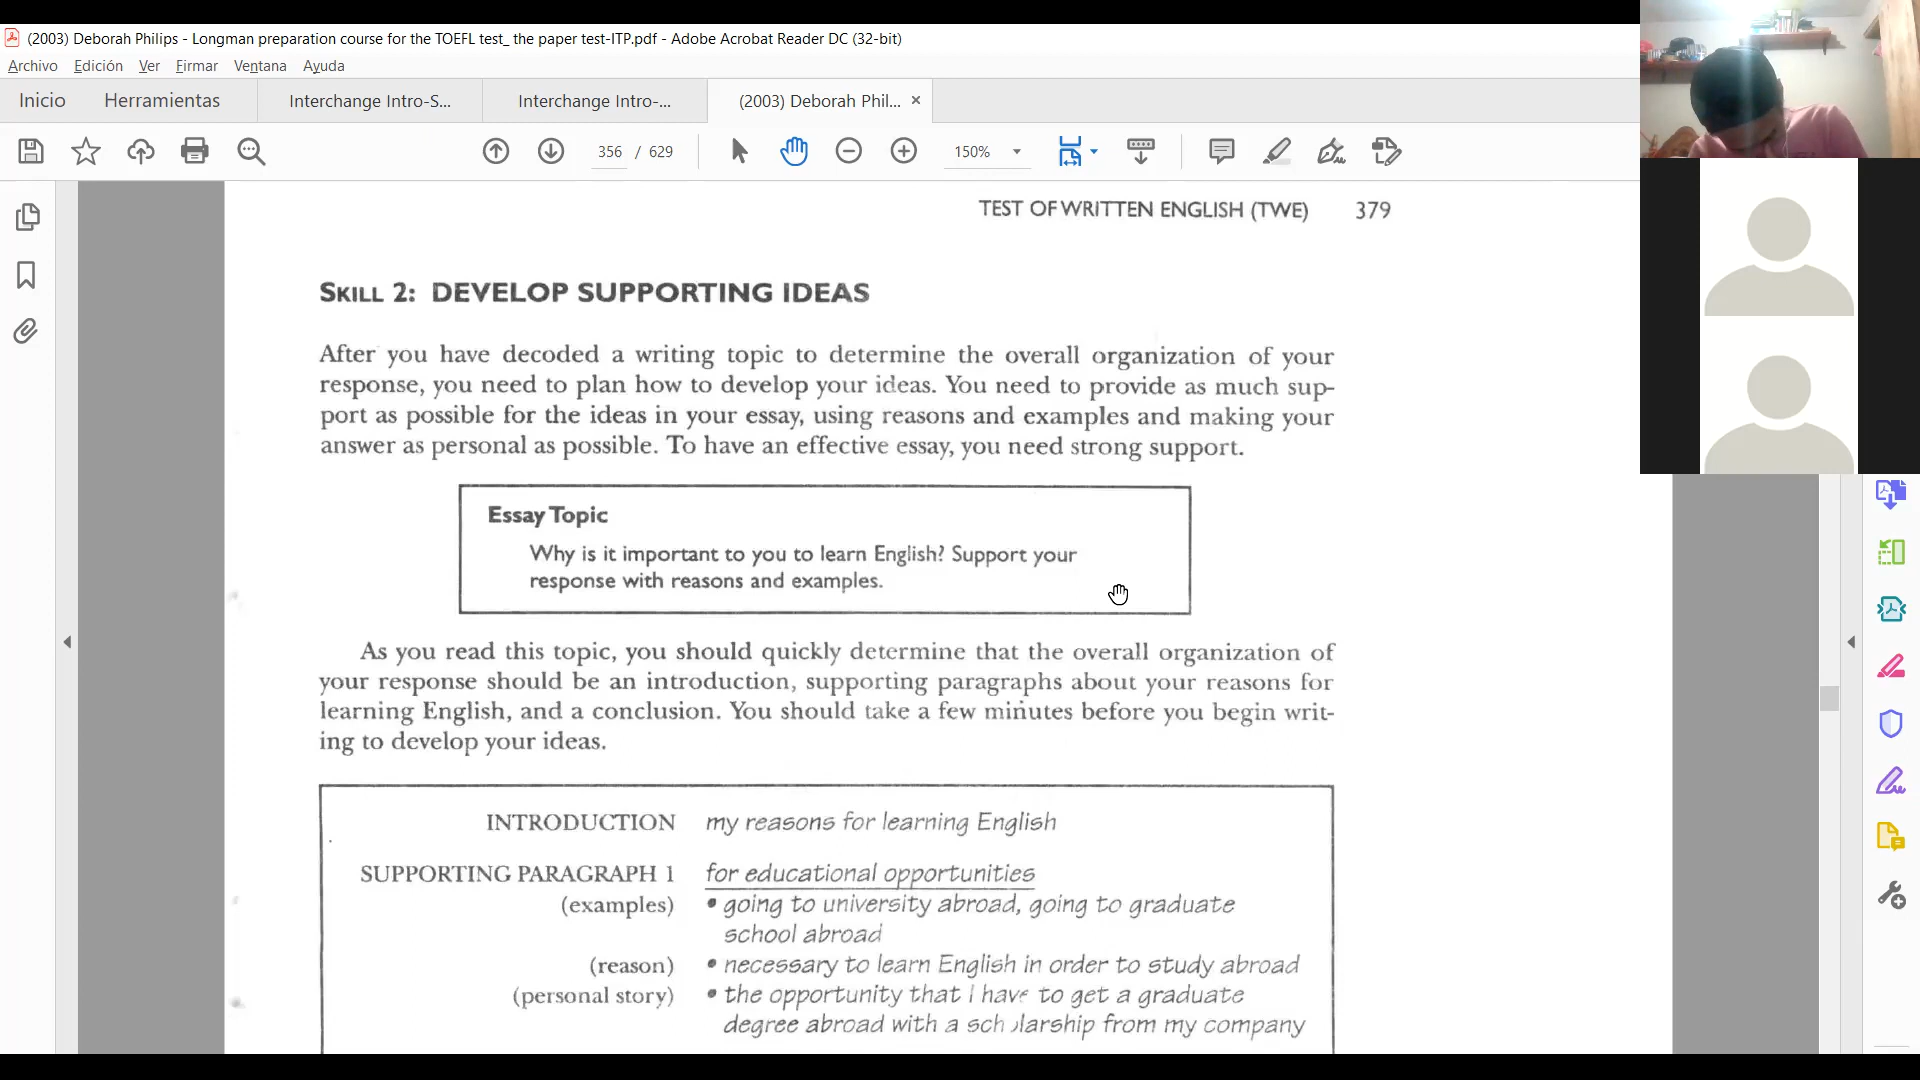 (2003) Deborah Philips - Longman preparation course for the TOEFL test_ the paper test-ITP.pdf - Adobe Acrobat Reader DC (32-bit)
Archivo Edición Ver Firmar Ventana Ayuda
Inicio Herramientas Interchange Intro-S... Interchange Intro-... (2003) Deborah Phil... ×
356 / 629 150%
TEST OF WRITTEN ENGLISH (TWE) 379
SKILL 2: DEVELOP SUPPORTING IDEAS
After you have decoded a writing topic to determine the overall organization of your
response, you need to plan how to develop your ideas. You need to provide as much sup-
port as possible for the ideas in your essay, using reasons and examples and making your
answer as personal as possible. To have an effective essay, you need strong support.
Essay Topic
Why is it important to you to learn English? Support your
response with reasons and examples.
As you read this topic, you should quickly determine that the overall organization of
your response should be an introduction, supporting paragraphs about your reasons for
learning English, and a conclusion. You should take a few minutes before you begin writ-
ing to develop your ideas.
INTRODUCTION my reasons for learning English
SUPPORTING PARAGRAPH 1 for educational opportunities
(examples) • going to university abroad, going to graduate
school abroad
(reason) • necessary to learn English in order to study abroad
(personal story) • the opportunity that I have to get a graduate
degree abroad with a scholarship from my company